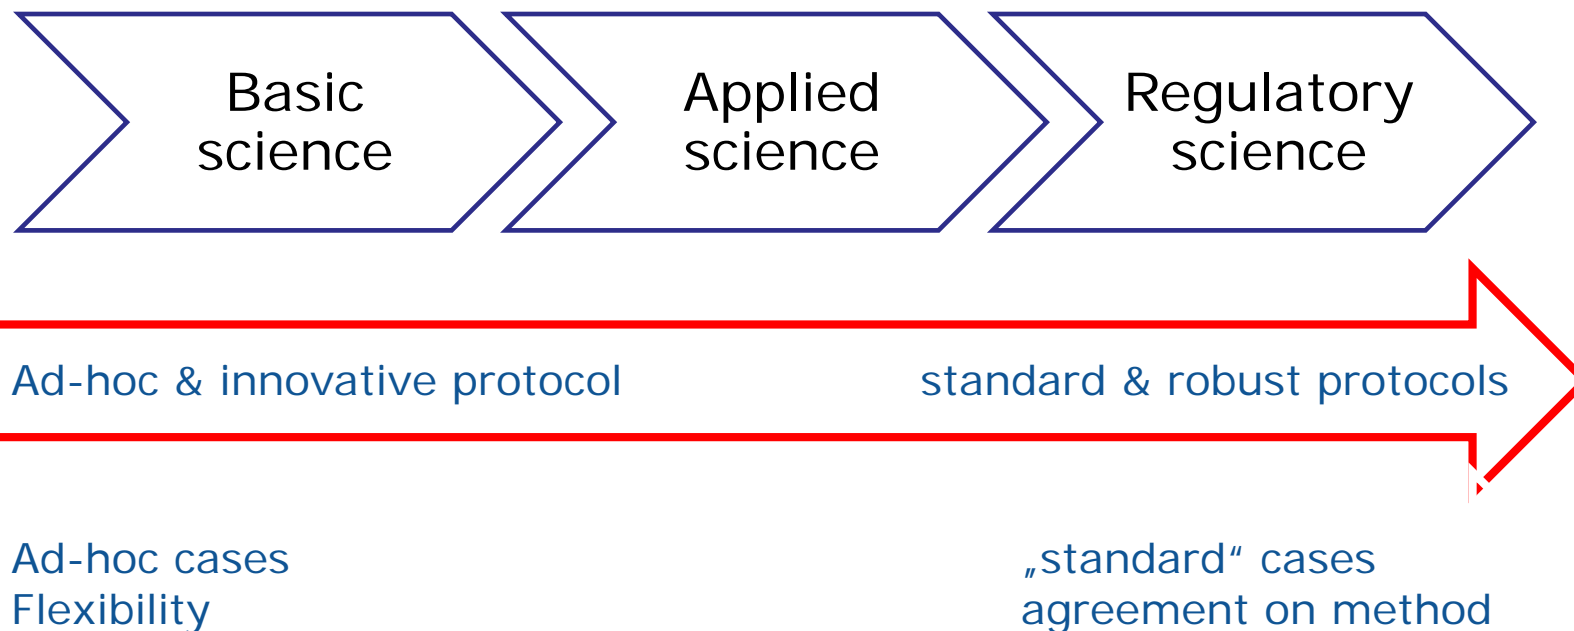 Basic
science
Applied
science
Regulatory
science
Ad-hoc & innovative protocol
standard & robust protocols
Ad-hoc cases
Flexibility
„standard“ cases
agreement on method